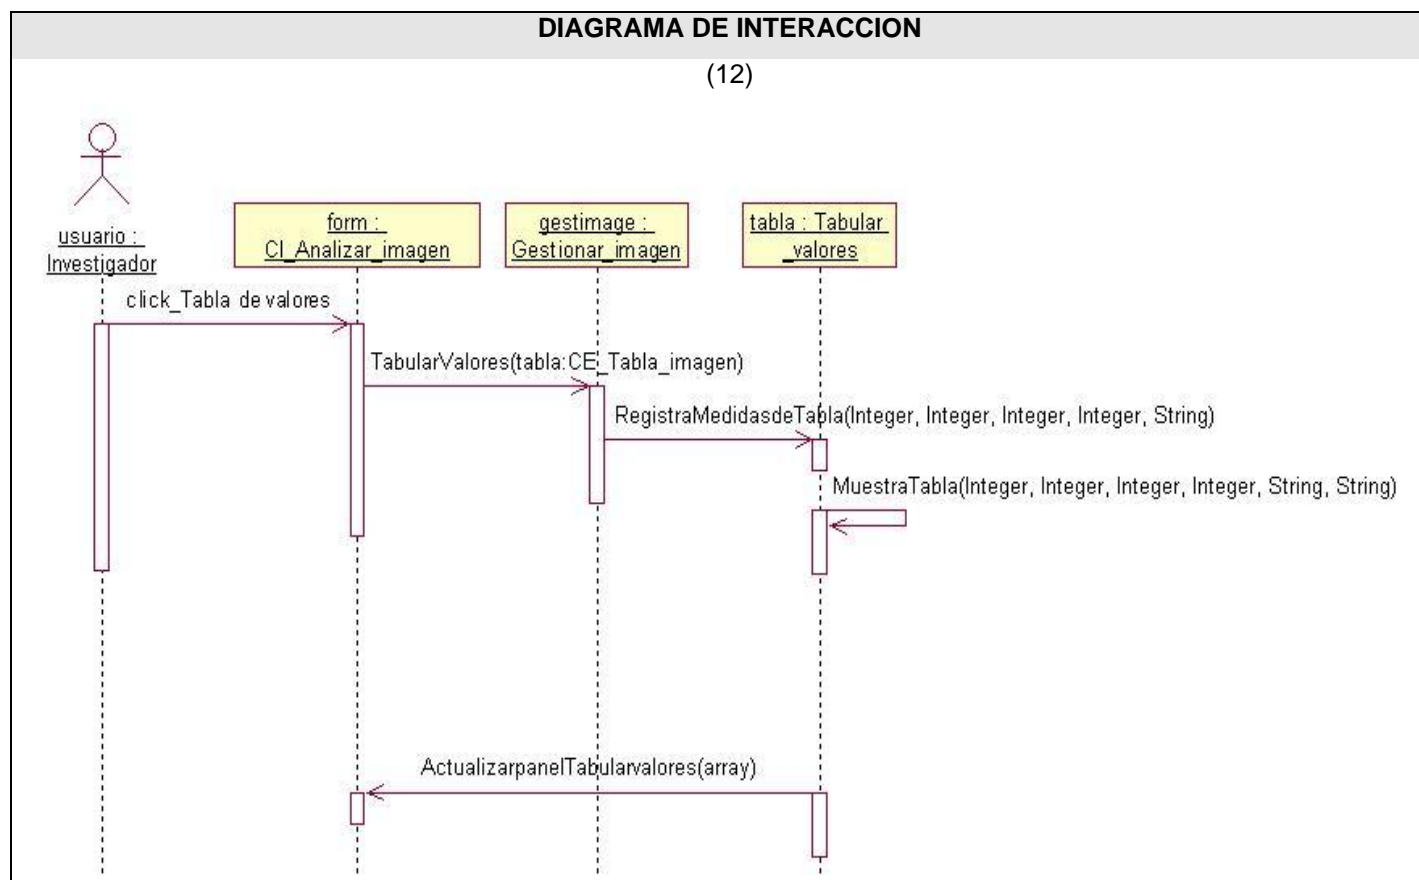 DIAGRAMA DE INTERACCION
(12)
usuario :
Investigador
form :
CI_Analizar_imagen
gestimage :
Gestionar_imagen
tabla : Tabular
_valores
click_Tabla de valores
TabularValores(tabla:CE_Tabla_imagen)
RegistraMedidasdeTabla(Integer, Integer, Integer, Integer, String)
MuestraTabla(Integer, Integer, Integer, Integer, String, String)
ActualizarpanelTabularvalores(array)